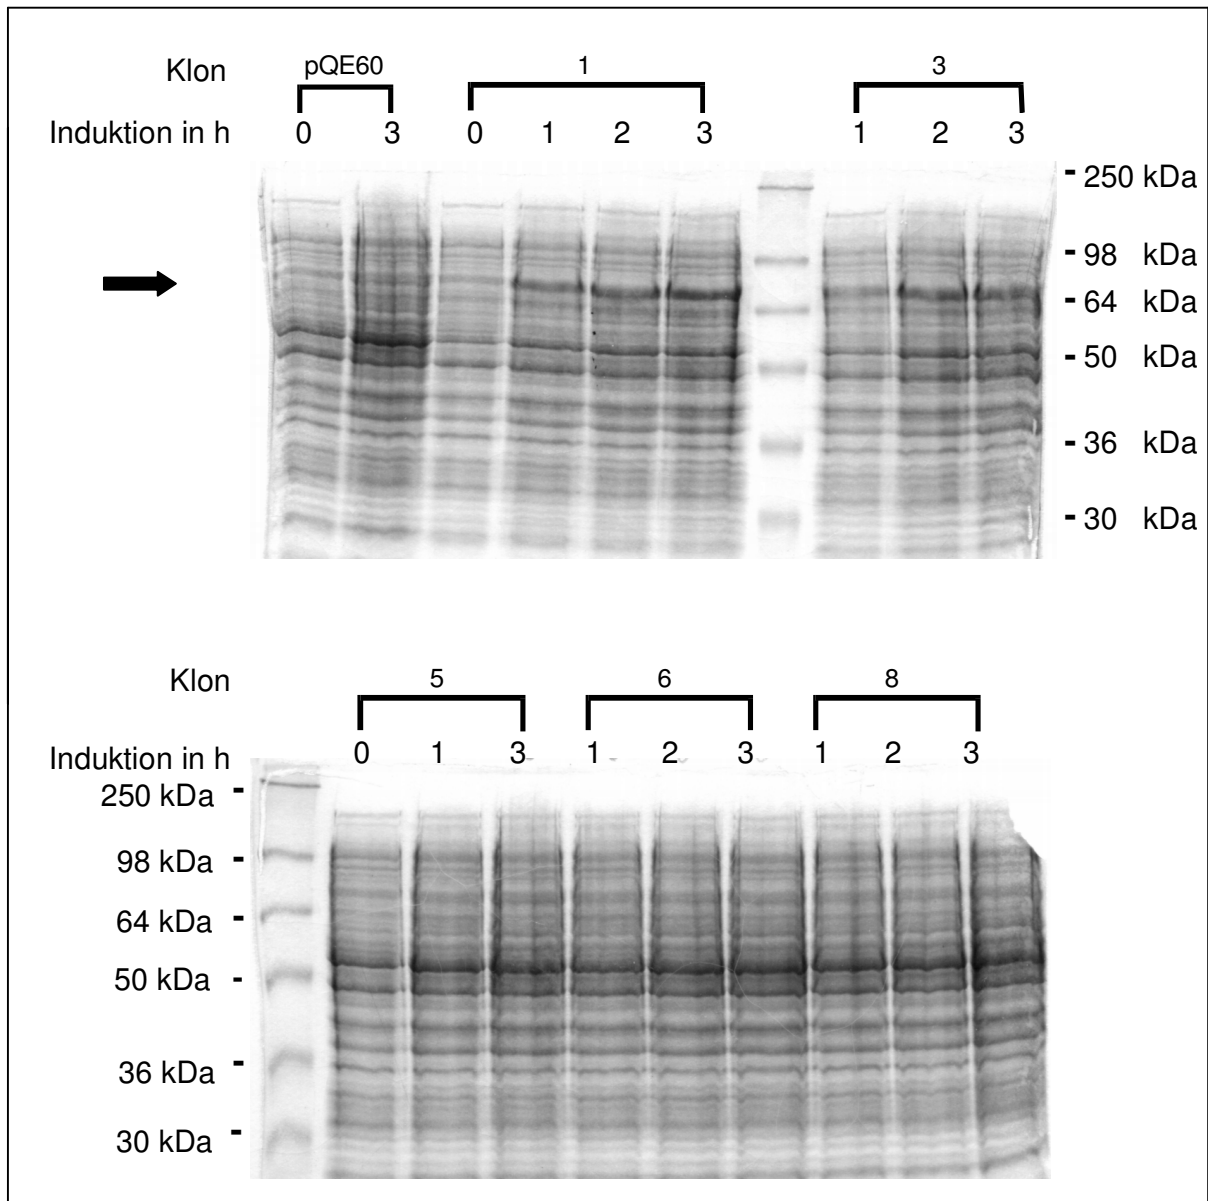 Klon pQE60 1 3
Induktion in h 0 3 0 1 2 3 1 2 3
250 kDa
98 kDa
64 kDa
50 kDa
36 kDa
30 kDa
Klon 5 6 8
Induktion in h 0 1 3 1 2 3 1 2 3
250 kDa
98 kDa
64 kDa
50 kDa
36 kDa
30 kDa